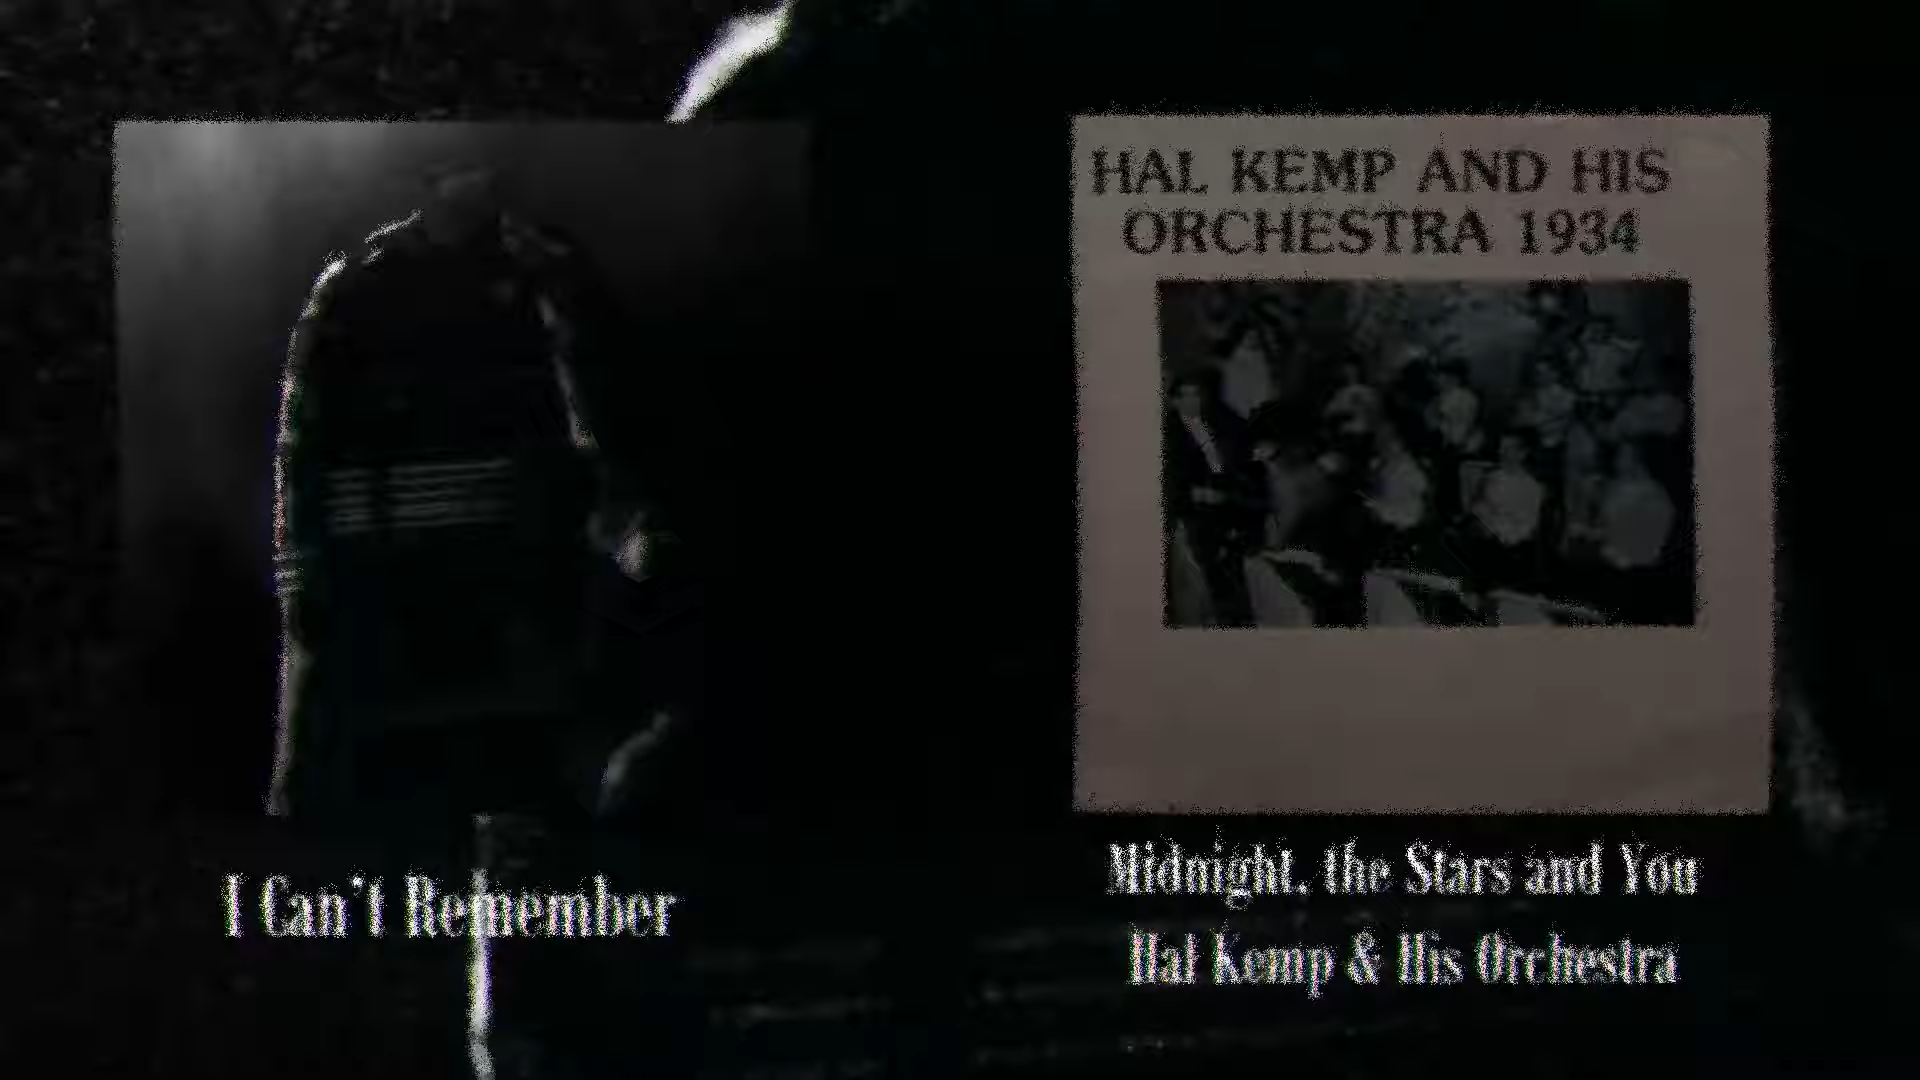 I Can't Remember
HAL KEMP AND HIS
ORCHESTRA 1934
Midnight, the Stars and You
Hal Kemp & His Orchestra